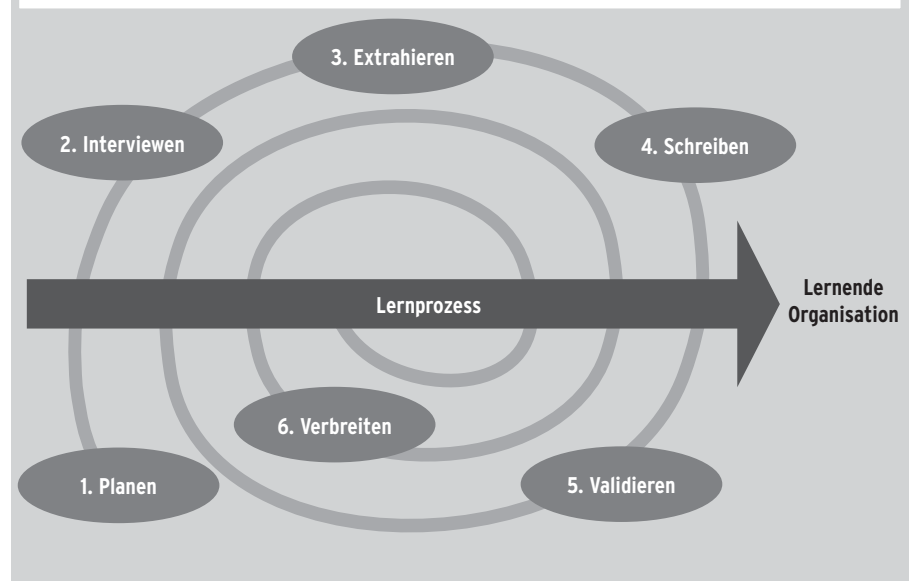 3. Extrahieren
2. Interviewen
4. Schreiben
Lernprozess
Lernende
Organisation
6. Verbreiten
1. Planen
5. Validieren